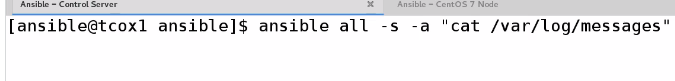 Ansible – Control Server
Ansible – CentOS 7 Node
[ansible@tcox1 ansible]$ ansible all -s -a "cat /var/log/messages"